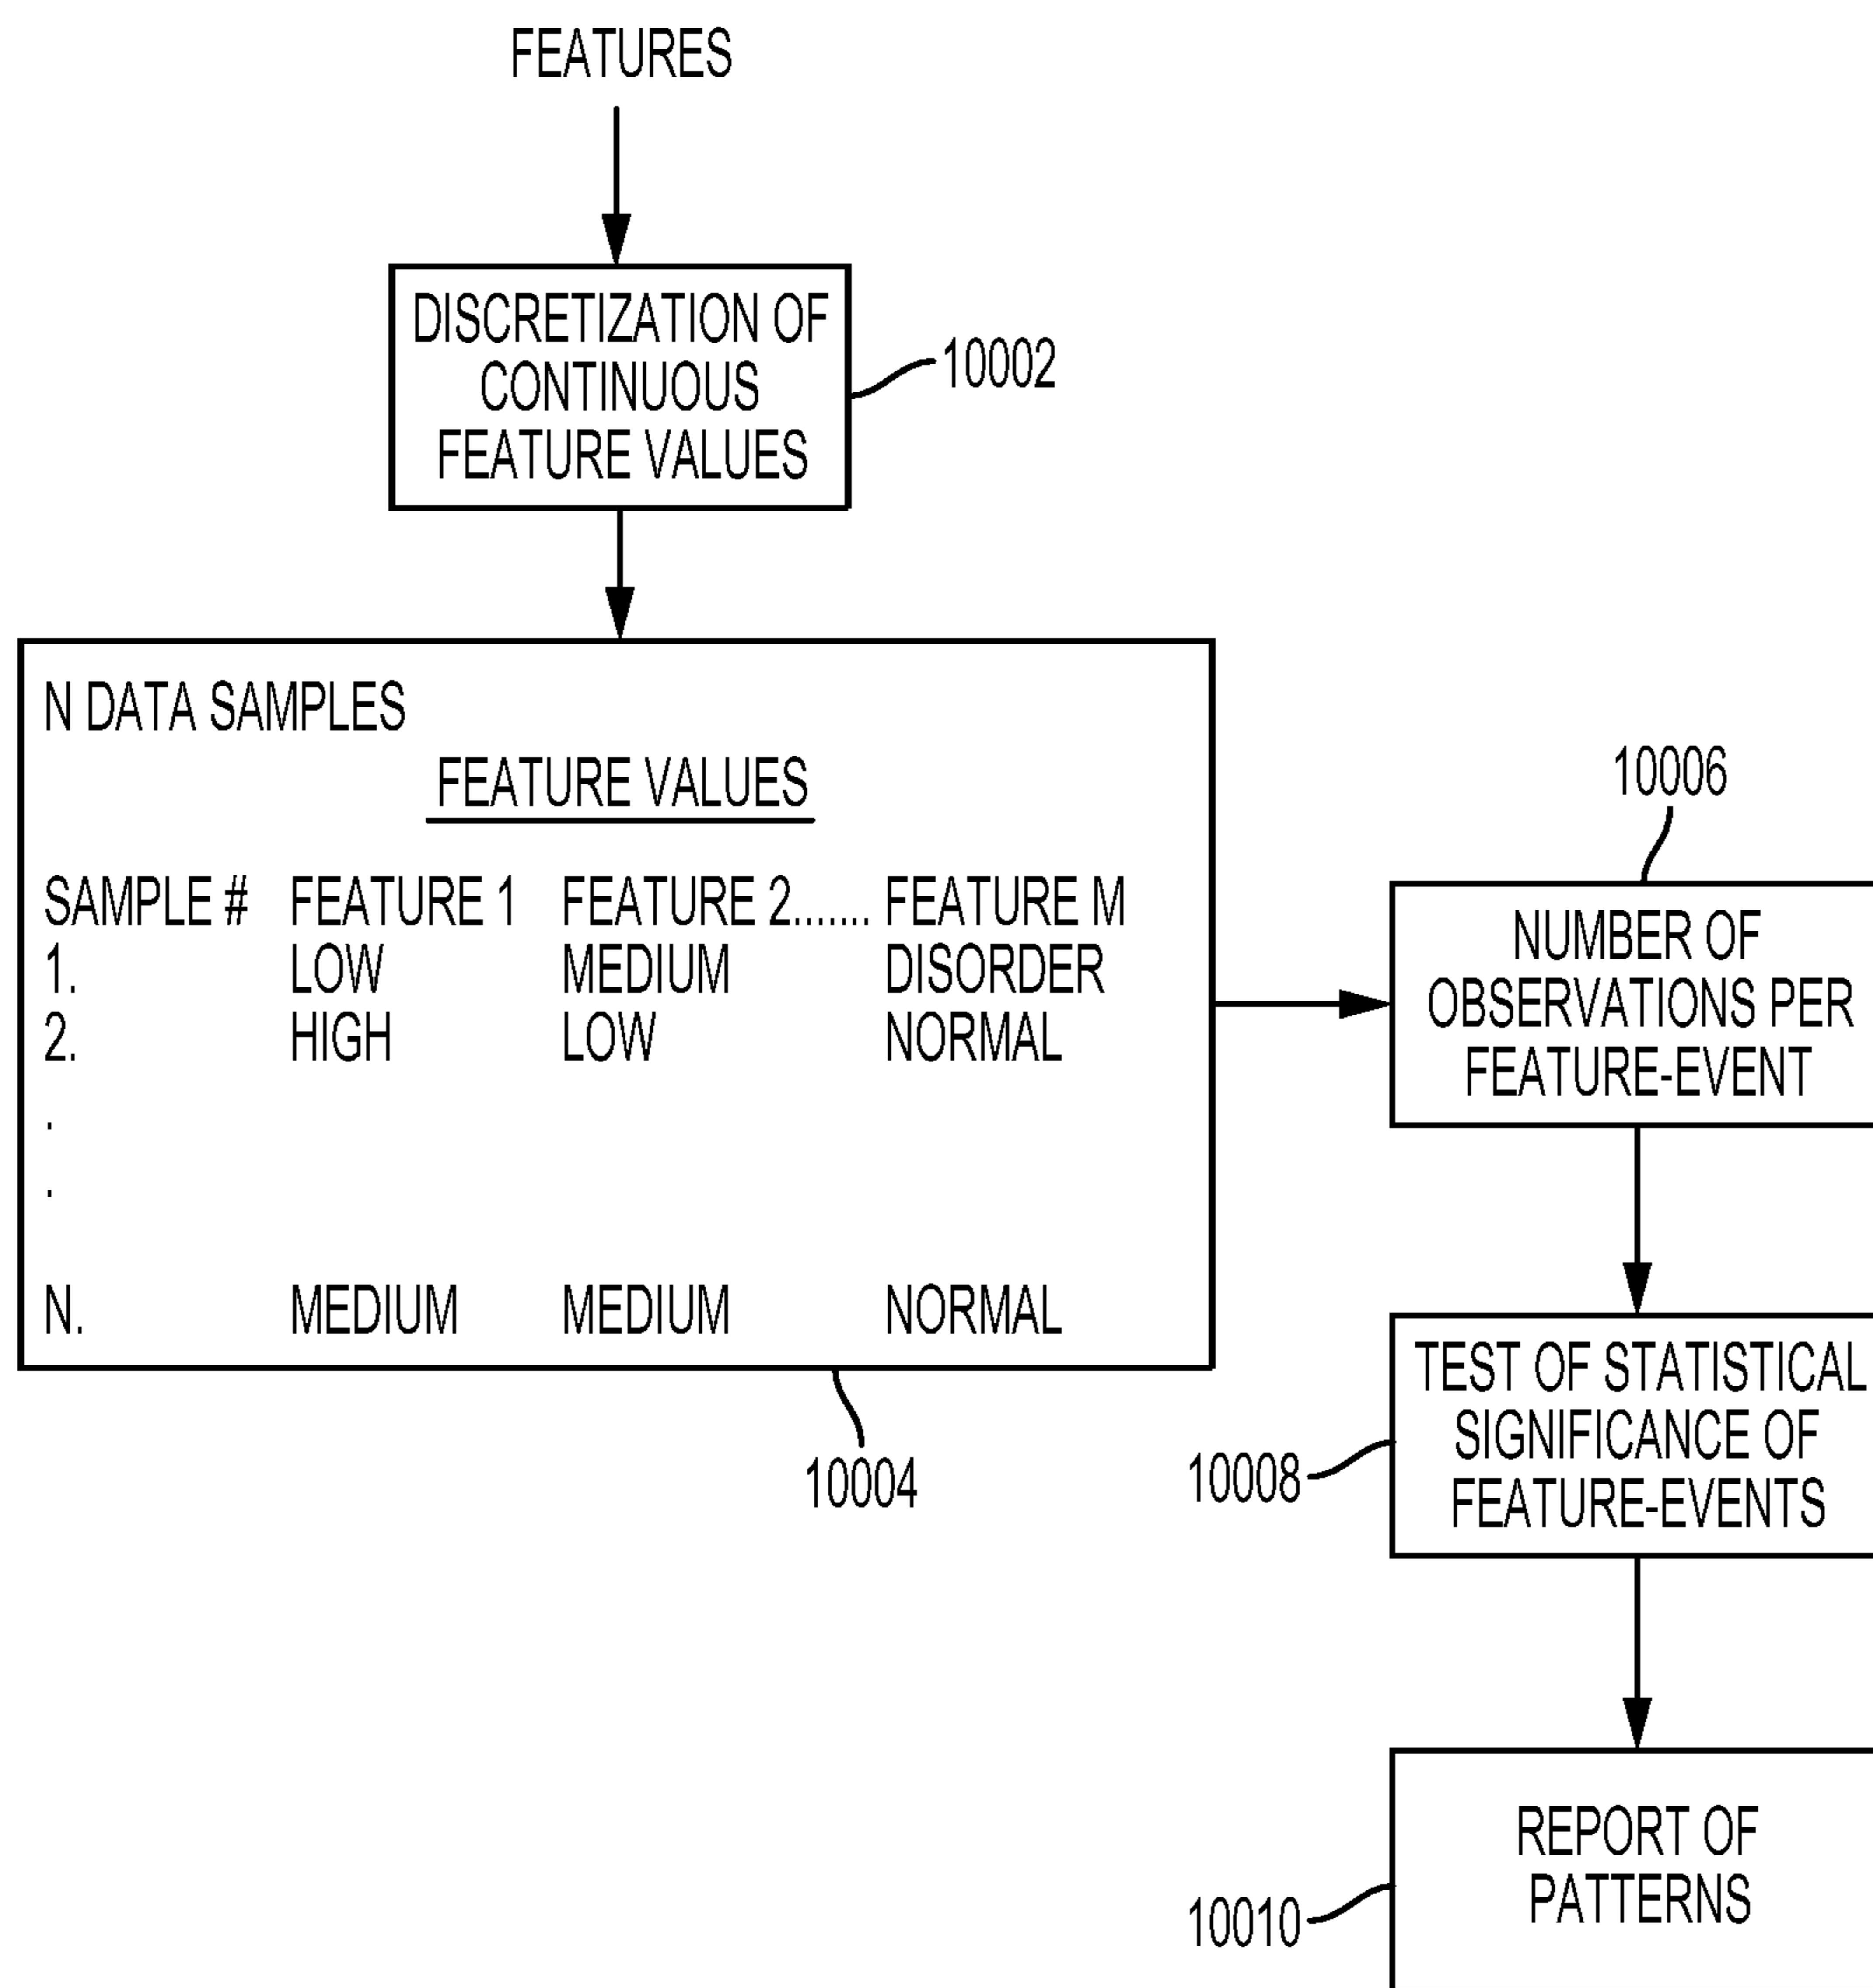 FEATURES
DISCRETIZATION OF
CONTINUOUS
FEATURE VALUES
10002
N DATA SAMPLES
FEATURE VALUES
SAMPLE # FEATURE 1 FEATURE 2....... FEATURE M
1. LOW MEDIUM DISORDER
2. HIGH LOW NORMAL
.
.
N. MEDIUM MEDIUM NORMAL
10004
10006
NUMBER OF
OBSERVATIONS PER
FEATURE-EVENT
TEST OF STATISTICAL
SIGNIFICANCE OF
FEATURE-EVENTS
10008
REPORT OF
PATTERNS
10010